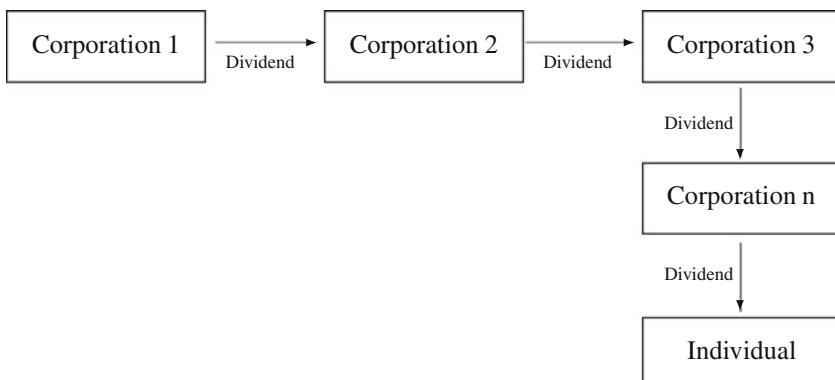 Corporation 1
Dividend
Corporation 2
Dividend
Corporation 3
Dividend
Corporation n
Dividend
Individual